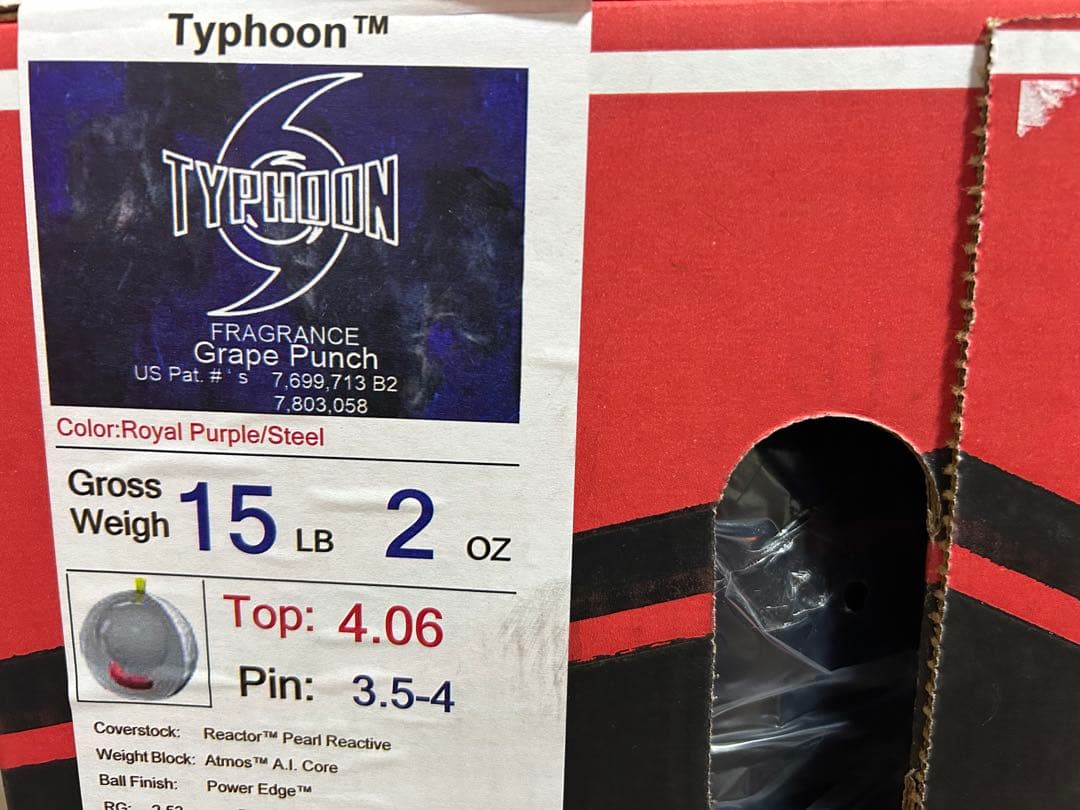 Typhoon™
TYPHOON
FRAGRANCE
Grape Punch
US Pat. #'s 7,699,713 B2
7,803,058
Color:Royal Purple/Steel
Gross
Weigh 15 LB 2 oz
Top: 4.06
Pin: 3.5-4
Coverstock: Reactor™ Pearl Reactive
Weight Block: Atmos™ A.I. Core
Ball Finish: Power Edge™
RG: